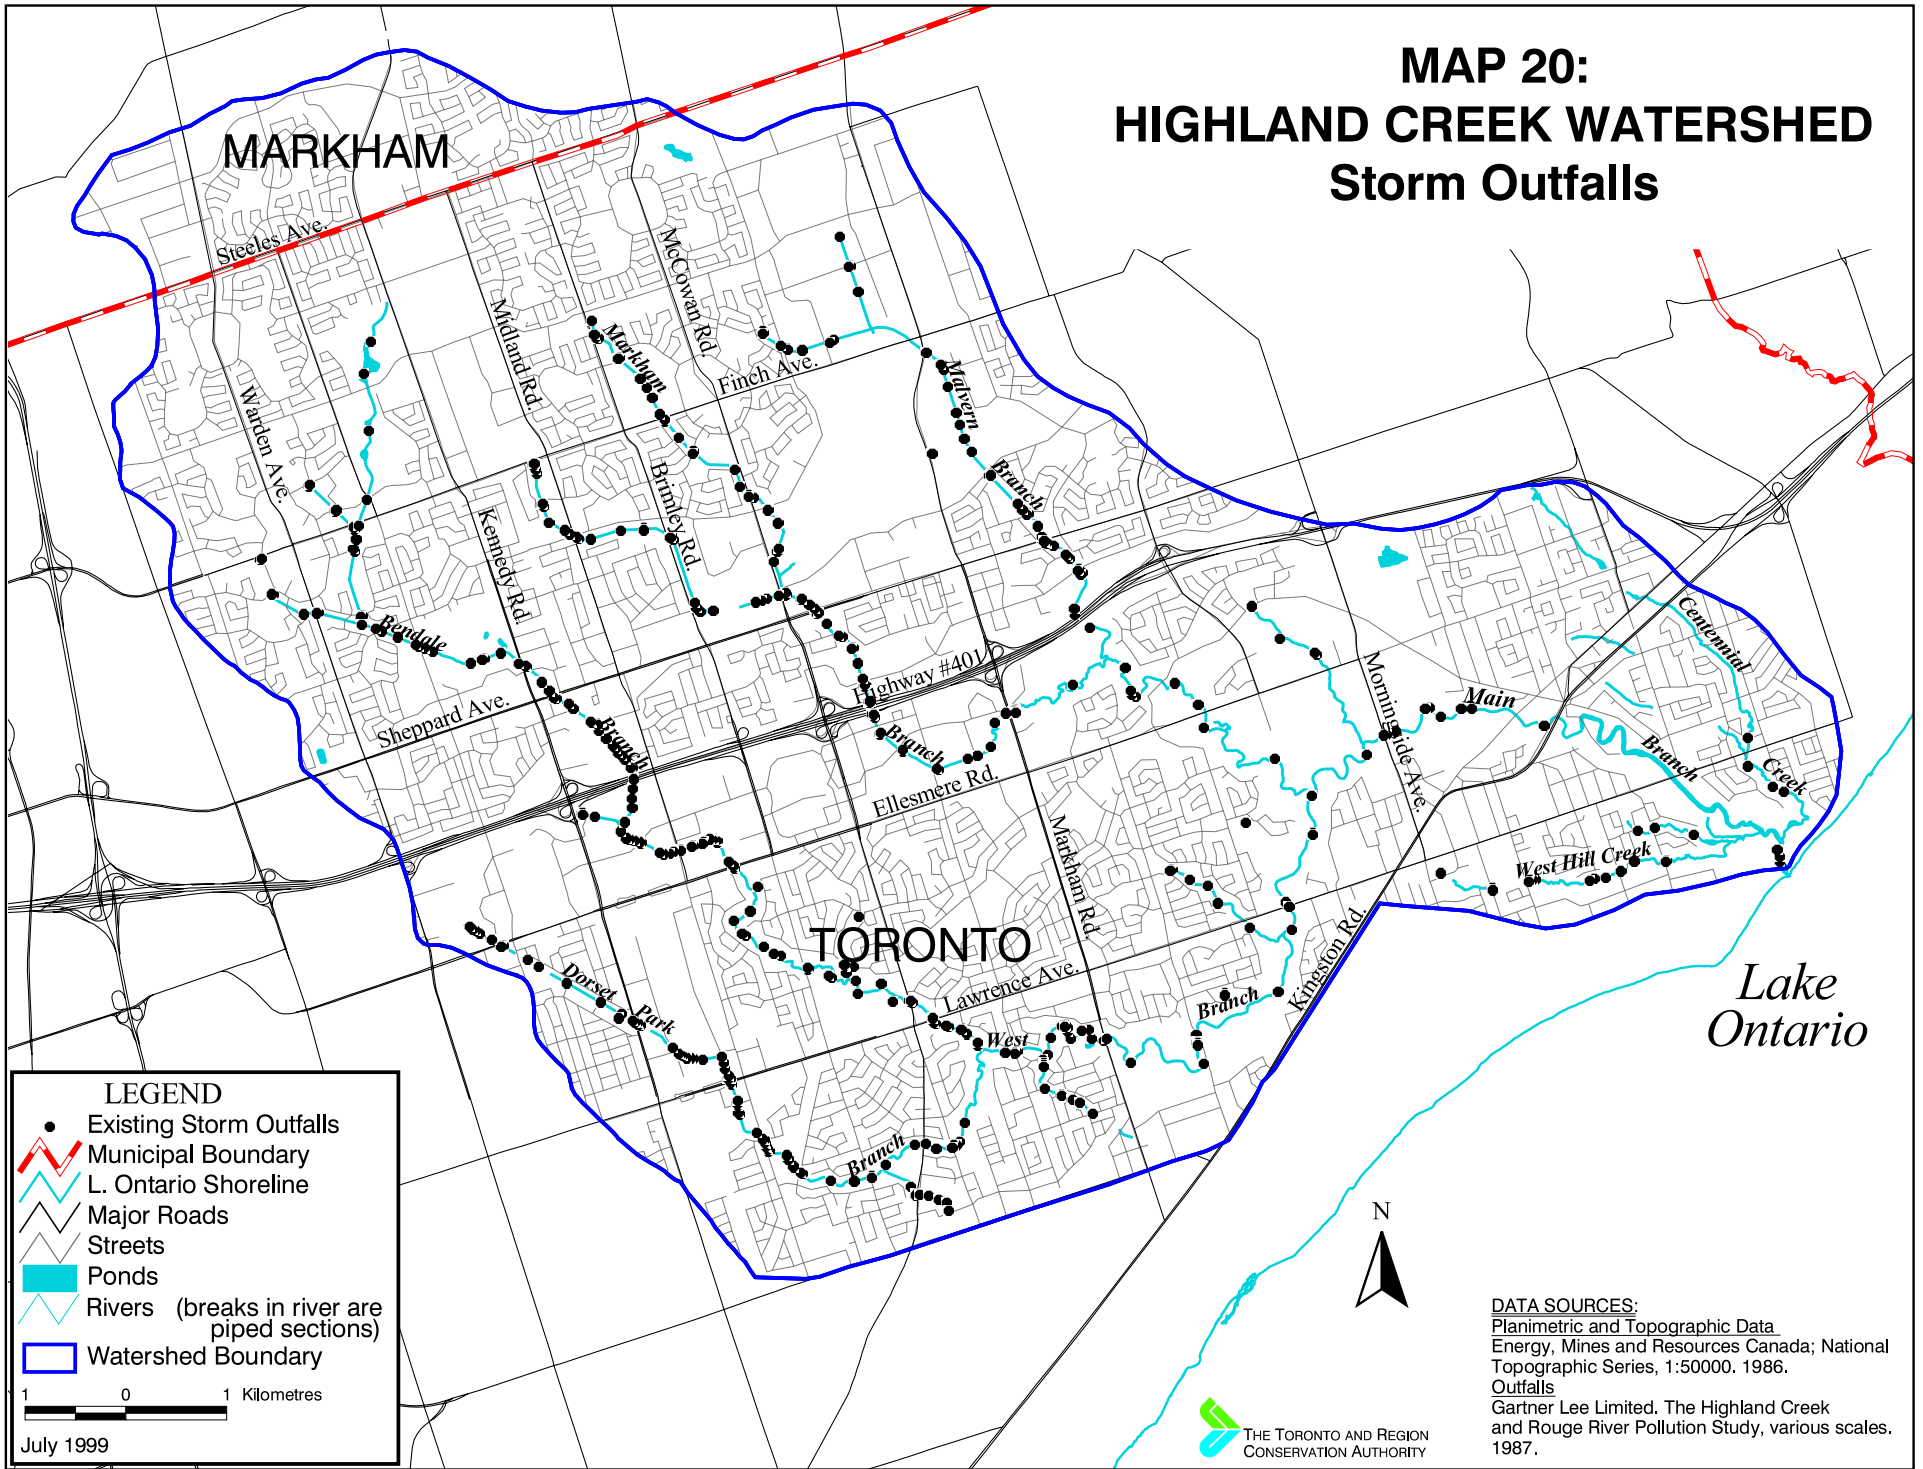 MAP 20:
HIGHLAND CREEK WATERSHED
Storm Outfalls
MARKHAM
Steeles Ave.
McCowan Rd.
Midland Rd.
Markham
Finch Ave.
Malvern
Warden Ave.
Brimley Rd.
Branch
Kennedy Rd.
Bendale
Centennial
Highway #401
Morningside Ave.
Main
Sheppard Ave.
Branch
Branch
Branch
Creek
Ellesmere Rd.
Markham Rd.
West Hill Creek
TORONTO
Dorset
Park
Lawrence Ave.
West
Branch
Kingston Rd.
Branch
Lake
Ontario
LEGEND
Existing Storm Outfalls
Municipal Boundary
L. Ontario Shoreline
Major Roads
Streets
Ponds
Rivers (breaks in river are
piped sections)
Watershed Boundary
1 0 1 Kilometres
July 1999
N
THE TORONTO AND REGION
CONSERVATION AUTHORITY
DATA SOURCES:
Planimetric and Topographic Data
Energy, Mines and Resources Canada; National
Topographic Series, 1:50000. 1986.
Outfalls
Gartner Lee Limited. The Highland Creek
and Rouge River Pollution Study, various scales.
1987.